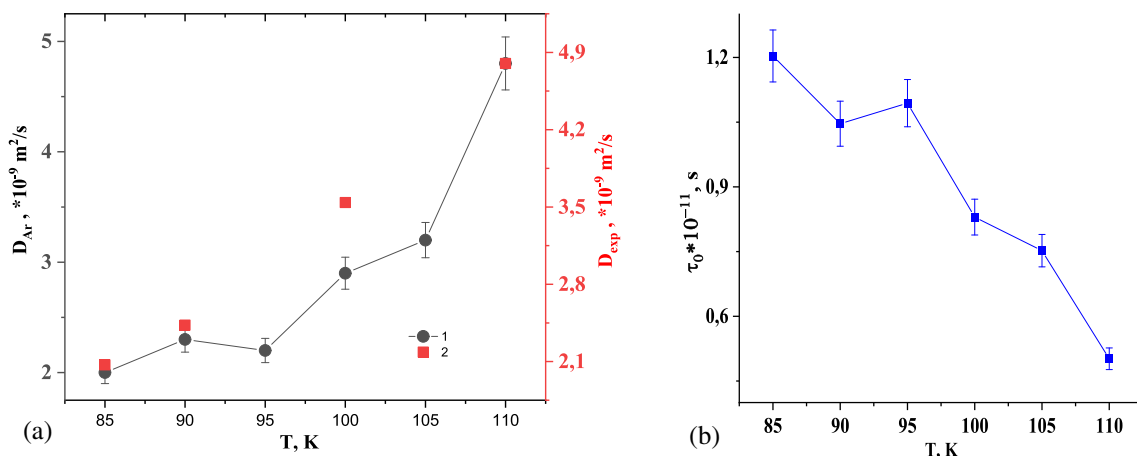 5
4
3
2
D_Ar , *10⁻⁹ m²/s
4,9
4,2
3,5
2,8
2,1
D_exp , *10⁻⁹ m²/s
1
2
85 90 95 100 105 110
T, K
(a)
1,2
0,9
0,6
τ₀*10⁻¹¹, s
85 90 95 100 105 110
T, K
(b)